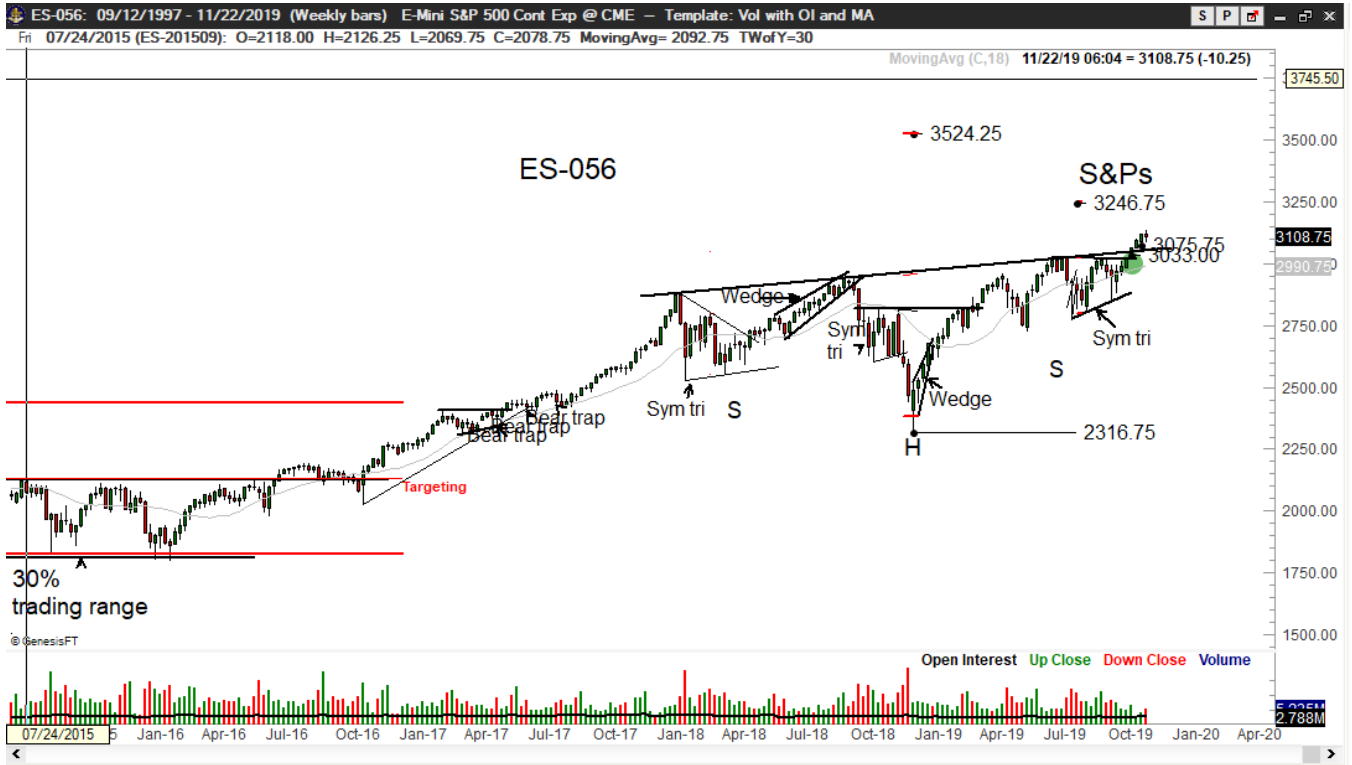 ES-056: 09/12/1997 - 11/22/2019 (Weekly bars) E-Mini S&P 500 Cont Exp @ CME — Template: Vol with OI and MA
S P
Fri 07/24/2015 (ES-201509): O=2118.00 H=2126.25 L=2069.75 C=2078.75 MovingAvg= 2092.75 TWofY=30
MovingAvg (C,18) 11/22/19 06:04 = 3108.75 (-10.25)
3745.50
3524.25
3500.00
ES-056
S&Ps
3246.75
3250.00
3108.75
3075.75
3033.00
2990.75
Wedge
2750.00
Sym
tri
Sym tri
S
2500.00
Wedge
Sym tri
S
Bear trap
Bear trap
Bear trap
2316.75
H
2250.00
Targeting
2000.00
1750.00
30%
trading range
1500.00
© GenesisFT
Open Interest Up Close Down Close Volume
2.788M
07/24/2015 5 Jan-16 Apr-16 Jul-16 Oct-16 Jan-17 Apr-17 Jul-17 Oct-17 Jan-18 Apr-18 Jul-18 Oct-18 Jan-19 Apr-19 Jul-19 Oct-19 Jan-20 Apr-20